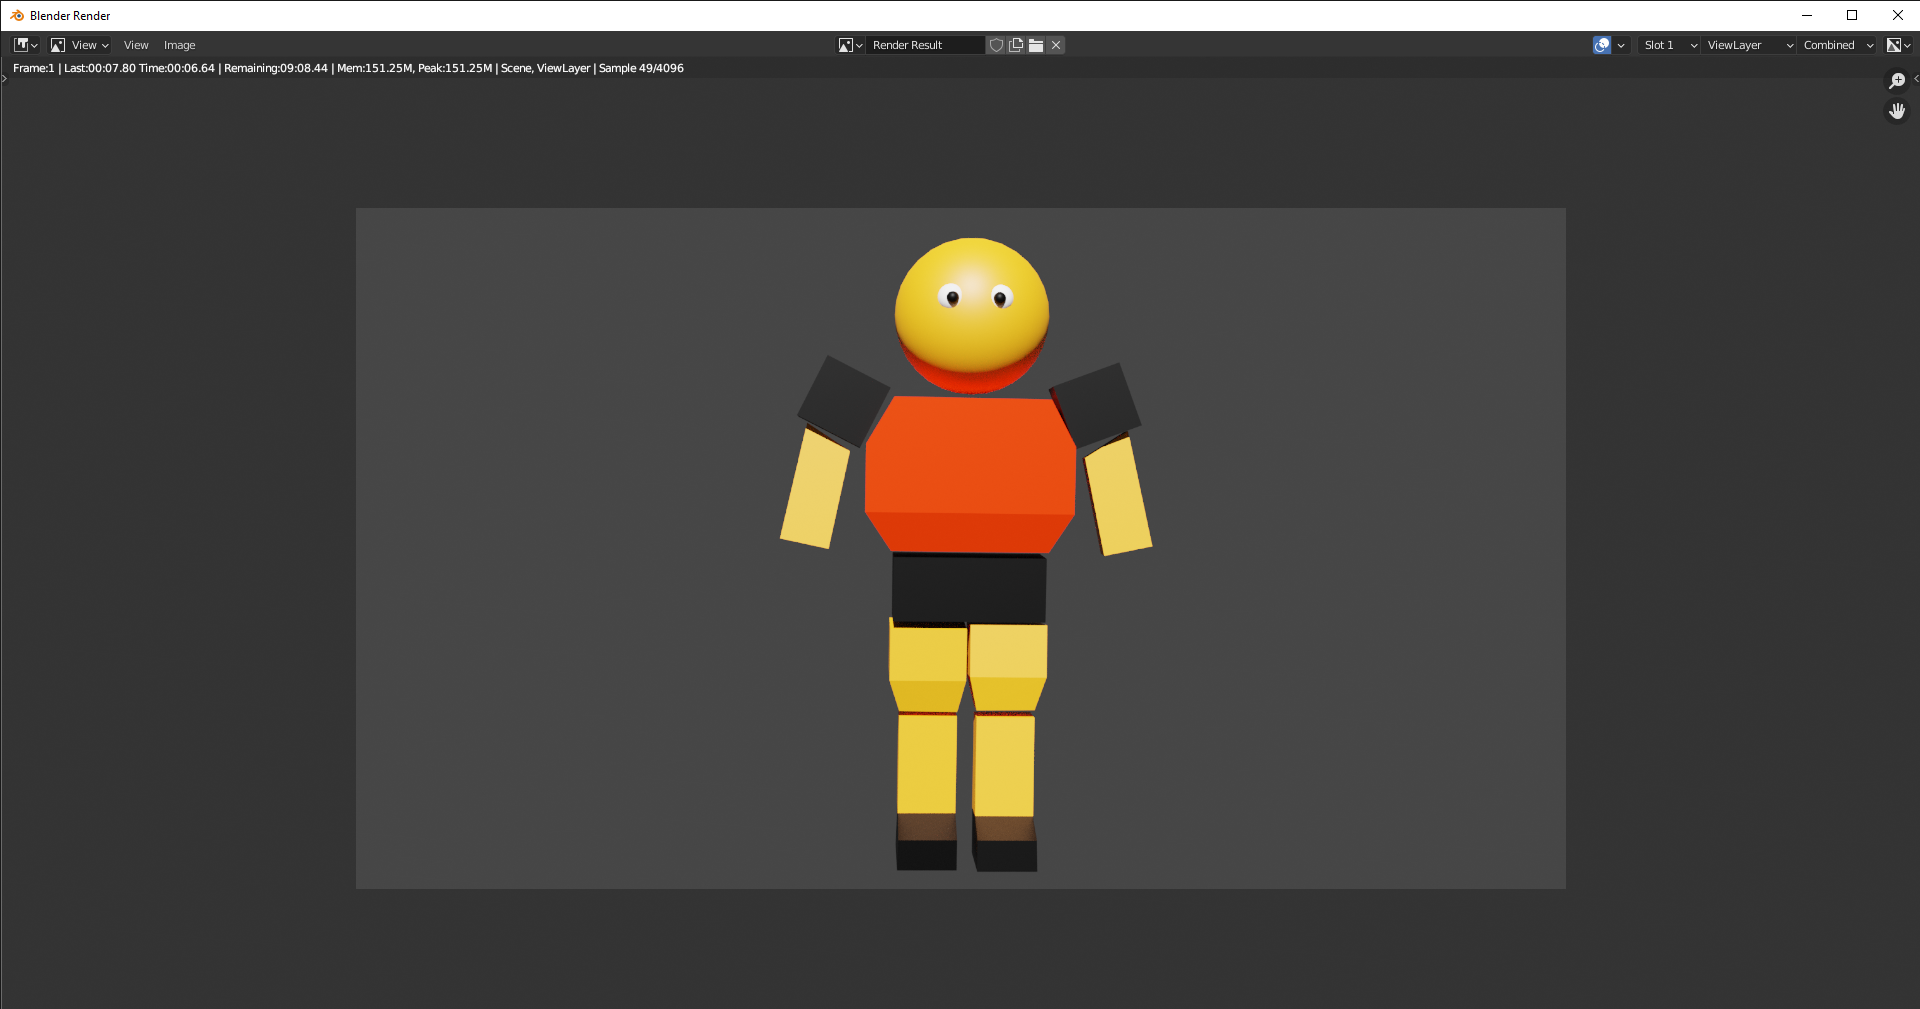 Blender Render
View View Image Render Result Slot 1 ViewLayer Combined
Frame:1 | Last:00:07.80 Time:00:06.64 | Remaining:09:08.44 | Mem:151.25M, Peak:151.25M | Scene, ViewLayer | Sample 49/4096